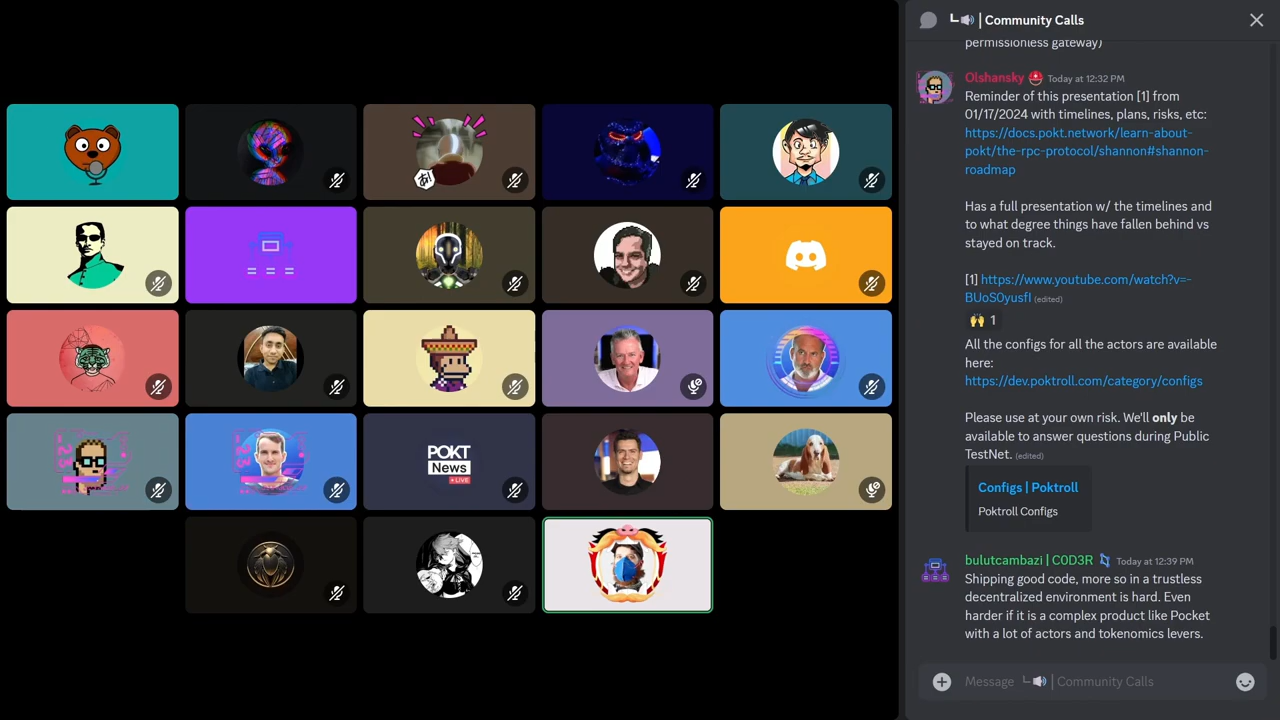 └🔊 | Community Calls
permissionless gateway)
Olshansky Today at 12:32 PM
Reminder of this presentation [1] from
01/17/2024 with timelines, plans, risks, etc:
https://docs.pokt.network/learn-about-
pokt/the-rpc-protocol/shannon#shannon-
roadmap
Has a full presentation w/ the timelines and
to what degree things have fallen behind vs
stayed on track.
[1] https://www.youtube.com/watch?v=-
BUoS0yusfI (edited)
🙌 1
All the configs for all the actors are available
here:
https://dev.poktroll.com/category/configs
Please use at your own risk. We'll only be
available to answer questions during Public
TestNet. (edited)
Configs | Poktroll
Poktroll Configs
bulutcambazi | C0D3R Today at 12:39 PM
Shipping good code, more so in a trustless
decentralized environment is hard. Even
harder if it is a complex product like Pocket
with a lot of actors and tokenomics levers.
Message └🔊 | Community Calls
あ!
POKT
News
LIVE